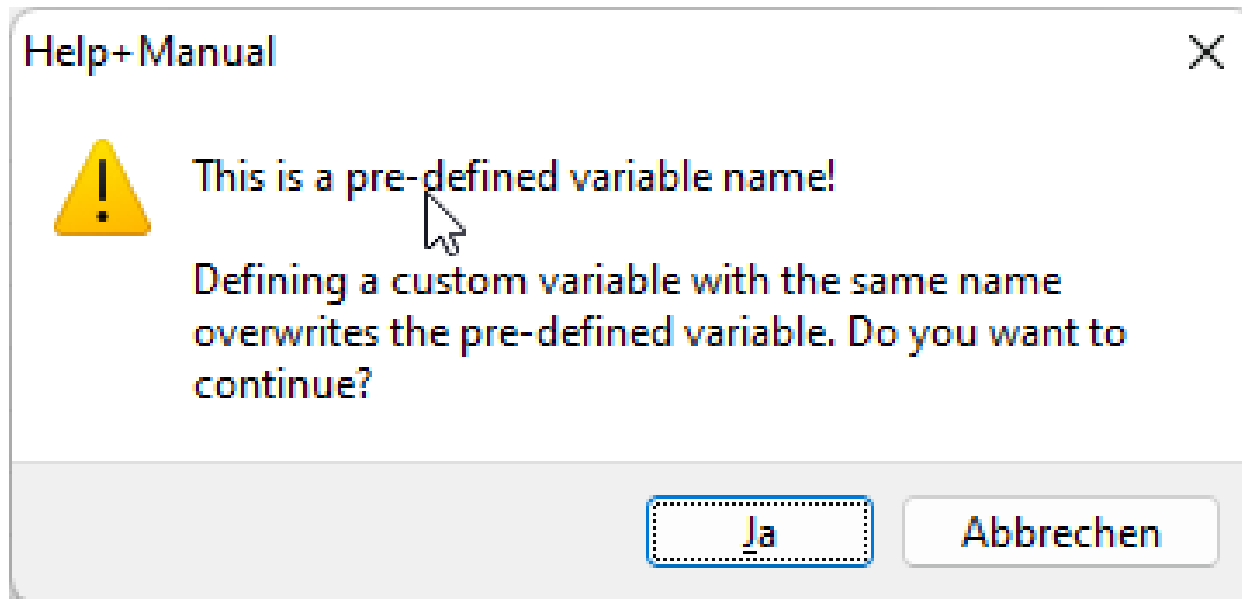 Help+Manual
This is a pre-defined variable name!
Defining a custom variable with the same name
overwrites the pre-defined variable. Do you want to
continue?
Ja
Abbrechen